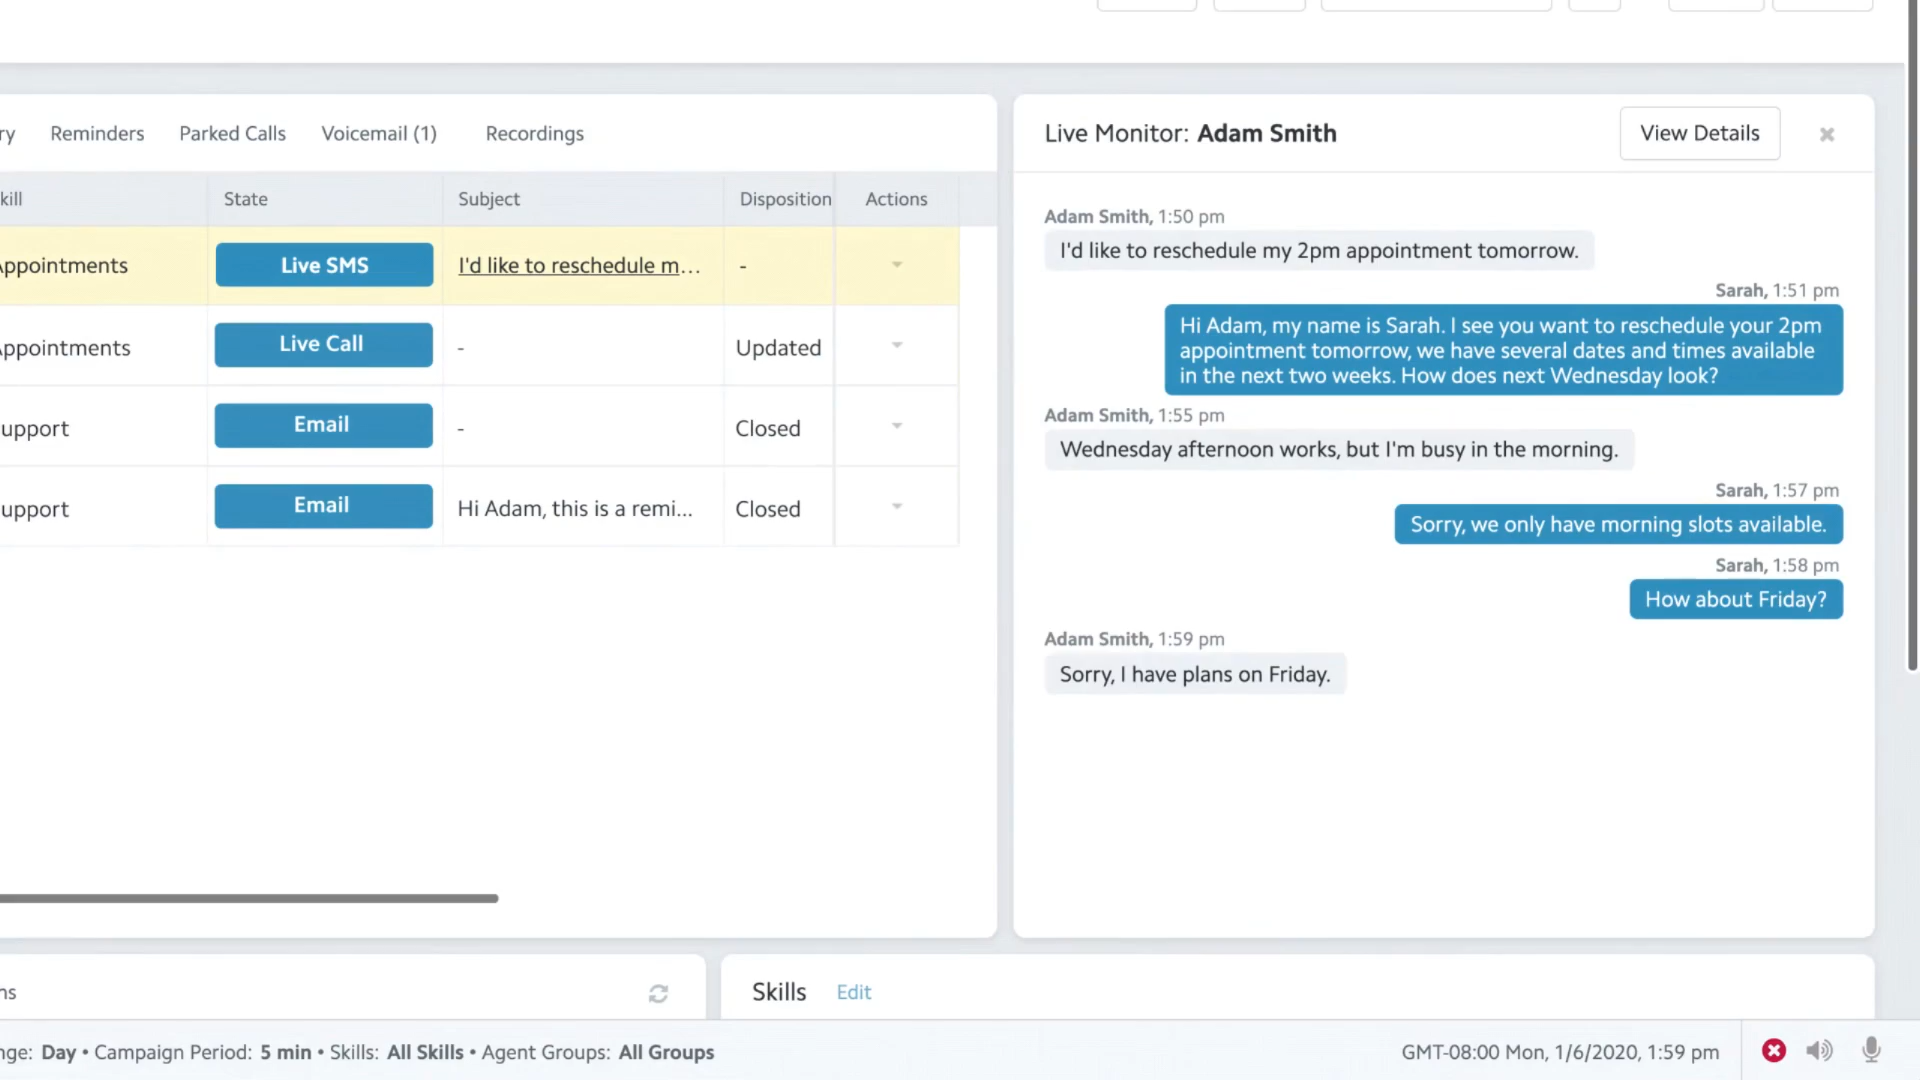 ry Reminders Parked Calls Voicemail (1) Recordings
kill State Subject Disposition Actions
Appointments Live SMS I'd like to reschedule m... -
Appointments Live Call - Updated
upport Email - Closed
upport Email Hi Adam, this is a remi... Closed
Live Monitor: Adam Smith View Details
Adam Smith, 1:50 pm
I'd like to reschedule my 2pm appointment tomorrow.
Sarah, 1:51 pm
Hi Adam, my name is Sarah. I see you want to reschedule your 2pm
appointment tomorrow, we have several dates and times available
in the next two weeks. How does next Wednesday look?
Adam Smith, 1:55 pm
Wednesday afternoon works, but I'm busy in the morning.
Sarah, 1:57 pm
Sorry, we only have morning slots available.
Sarah, 1:58 pm
How about Friday?
Adam Smith, 1:59 pm
Sorry, I have plans on Friday.
ns
Skills Edit
nge: Day • Campaign Period: 5 min • Skills: All Skills • Agent Groups: All Groups
GMT-08:00 Mon, 1/6/2020, 1:59 pm